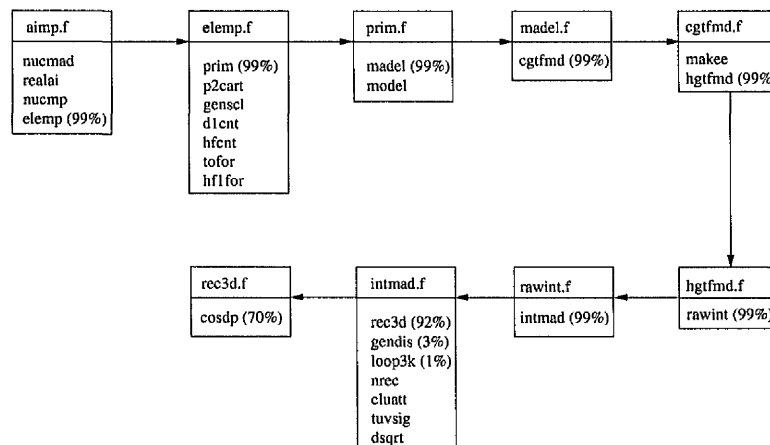 aimp.f
nucmad
realai
nucmp
elemp (99%)
elemp.f
prim (99%)
p2cart
genscl
d1cnt
hfcnt
tofor
hf1for
prim.f
madel (99%)
model
madel.f
cgtfmd (99%)
cgtfmd.f
makee
hgtfmd (99%
hgtfmd.f
rawint (99%)
rawint.f
intmad (99%)
intmad.f
rec3d (92%)
gendis (3%)
loop3k (1%)
nrec
cluatt
tuvsig
dsqrt
rec3d.f
cosdp (70%)